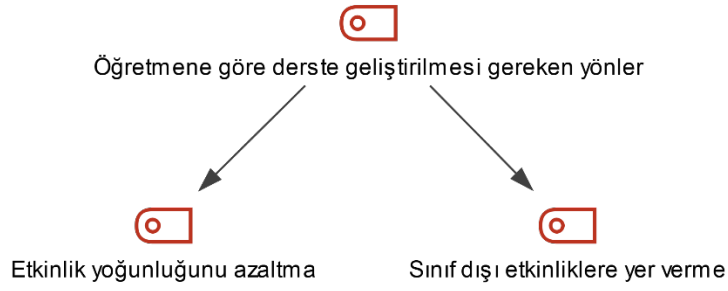 Öğretmene göre derste geliştirilmesi gereken yönler
Etkinlik yoğunluğunu azaltma
Sınıf dışı etkinliklere yer verme